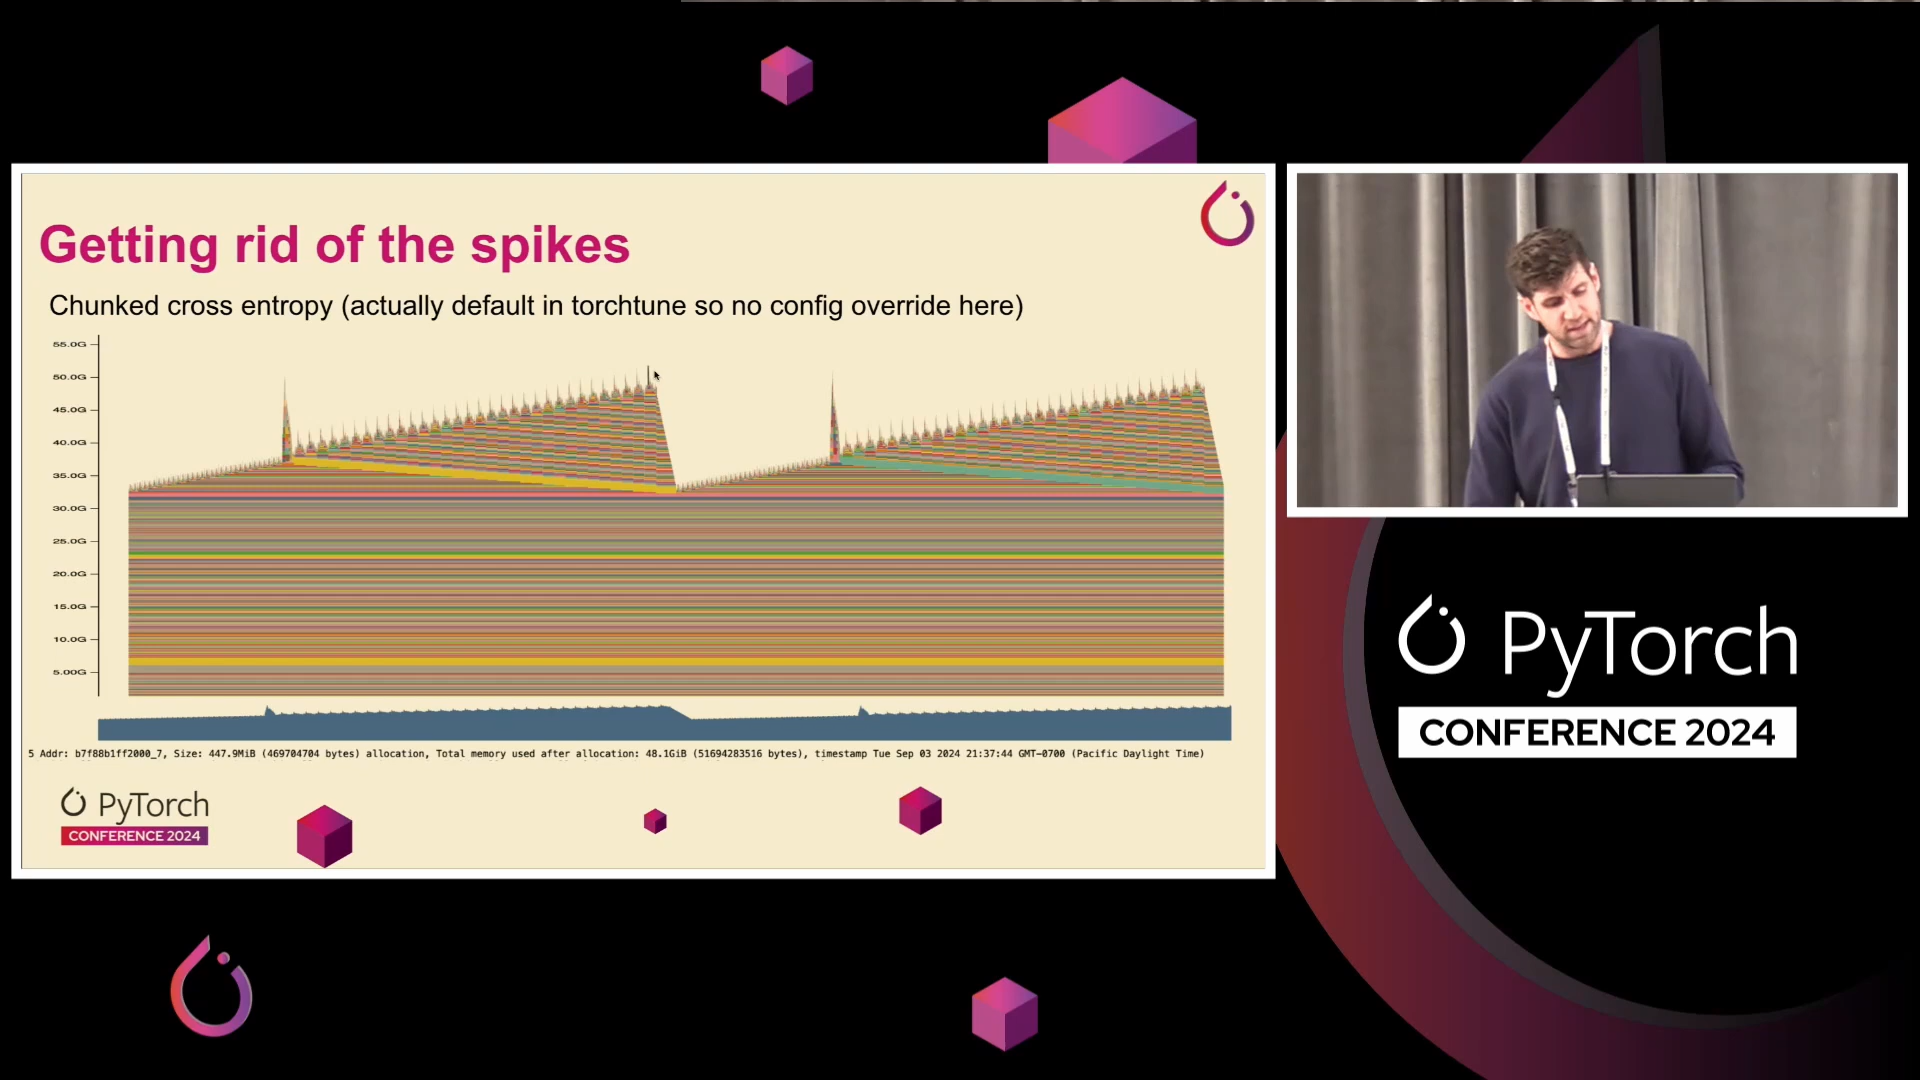 Getting rid of the spikes
Chunked cross entropy (actually default in torchtune so no config override here)
55.0G
50.0G
45.0G
40.0G
35.0G
30.0G
25.0G
20.0G
15.0G
10.0G
5.00G
5 Addr: b7f88b1ff2000_7, Size: 447.9MiB (469704704 bytes) allocation, Total memory used after allocation: 48.1GiB (51694283516 bytes), timestamp Tue Sep 03 2024 21:37:44 GMT-0700 (Pacific Daylight Time)
PyTorch
CONFERENCE 2024
PyTorch
CONFERENCE 2024